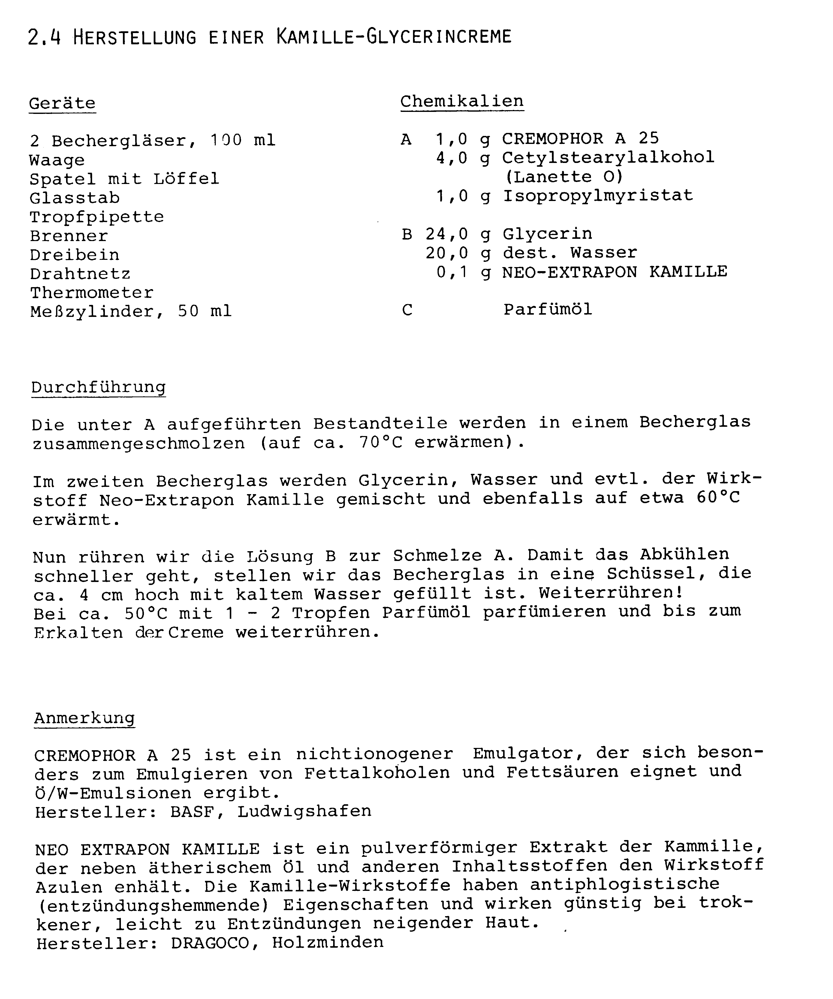 2.4 HERSTELLUNG EINER KAMILLE-GLYCERINCREME
Geräte
2 Bechergläser, 100 ml
Waage
Spatel mit Löffel
Glasstab
Tropfpipette
Brenner
Dreibein
Drahtnetz
Thermometer
Meßzylinder, 50 ml
Chemikalien
A 1,0 g CREMOPHOR A 25
4,0 g Cetylstearylalkohol
(Lanette O)
1,0 g Isopropylmyristat
B 24,0 g Glycerin
20,0 g dest. Wasser
0,1 g NEO-EXTRAPON KAMILLE
C Parfümöl
Durchführung
Die unter A aufgeführten Bestandteile werden in einem Becherglas
zusammengeschmolzen (auf ca. 70°C erwärmen).
Im zweiten Becherglas werden Glycerin, Wasser und evtl. der Wirk-
stoff Neo-Extrapon Kamille gemischt und ebenfalls auf etwa 60°C
erwärmt.
Nun rühren wir die Lösung B zur Schmelze A. Damit das Abkühlen
schneller geht, stellen wir das Becherglas in eine Schüssel, die
ca. 4 cm hoch mit kaltem Wasser gefüllt ist. Weiterrühren!
Bei ca. 50°C mit 1 - 2 Tropfen Parfümöl parfümieren und bis zum
Erkalten der Creme weiterrühren.
Anmerkung
CREMOPHOR A 25 ist ein nichtionogener Emulgator, der sich beson-
ders zum Emulgieren von Fettalkoholen und Fettsäuren eignet und
Ö/W-Emulsionen ergibt.
Hersteller: BASF, Ludwigshafen
NEO EXTRAPON KAMILLE ist ein pulverförmiger Extrakt der Kammille,
der neben ätherischem Öl und anderen Inhaltsstoffen den Wirkstoff
Azulen enhält. Die Kamille-Wirkstoffe haben antiphlogistische
(entzündungshemmende) Eigenschaften und wirken günstig bei trok-
kener, leicht zu Entzündungen neigender Haut.
Hersteller: DRAGOCO, Holzminden